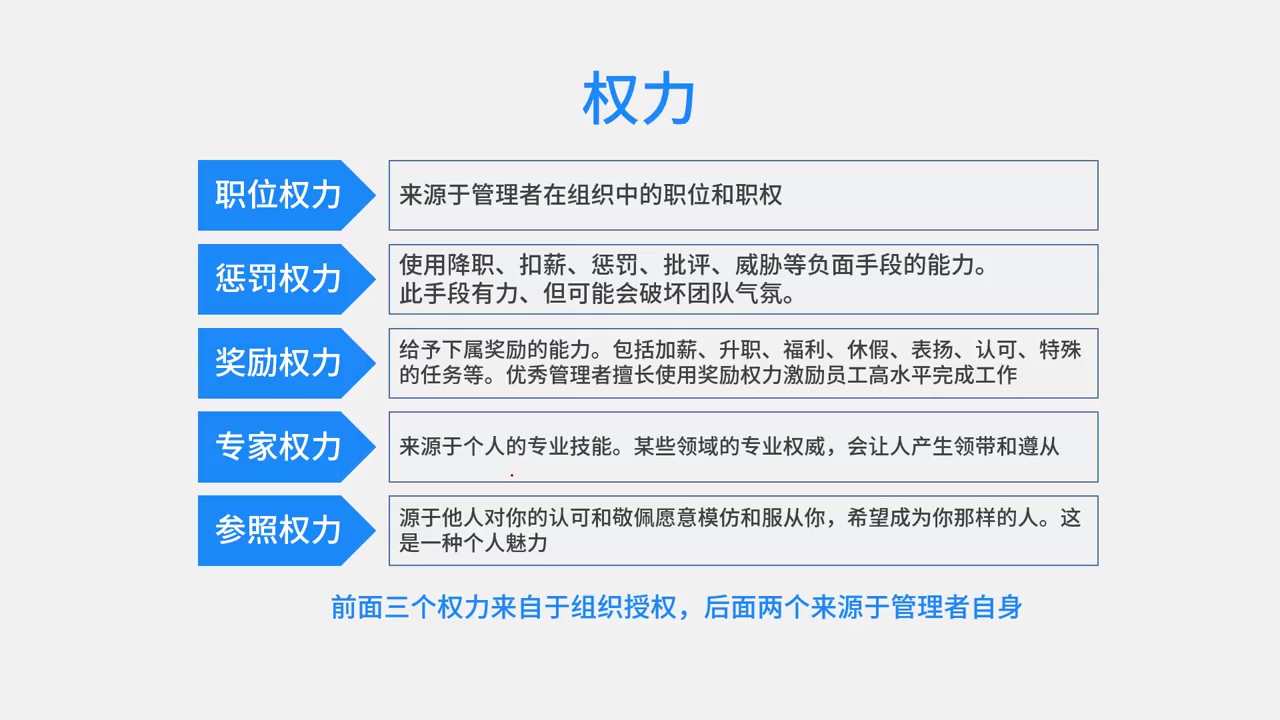 权力
职位权力
来源于管理者在组织中的职位和职权
惩罚权力
使用降职、扣薪、惩罚、批评、威胁等负面手段的能力。
此手段有力、但可能会破坏团队气氛。
奖励权力
给予下属奖励的能力。包括加薪、升职、福利、休假、表扬、认可、特殊
的任务等。优秀管理者擅长使用奖励权力激励员工高水平完成工作
专家权力
来源于个人的专业技能。某些领域的专业权威，会让人产生领带和遵从
参照权力
源于他人对你的认可和敬佩愿意模仿和服从你，希望成为你那样的人。这
是一种个人魅力
前面三个权力来自于组织授权，后面两个来源于管理者自身